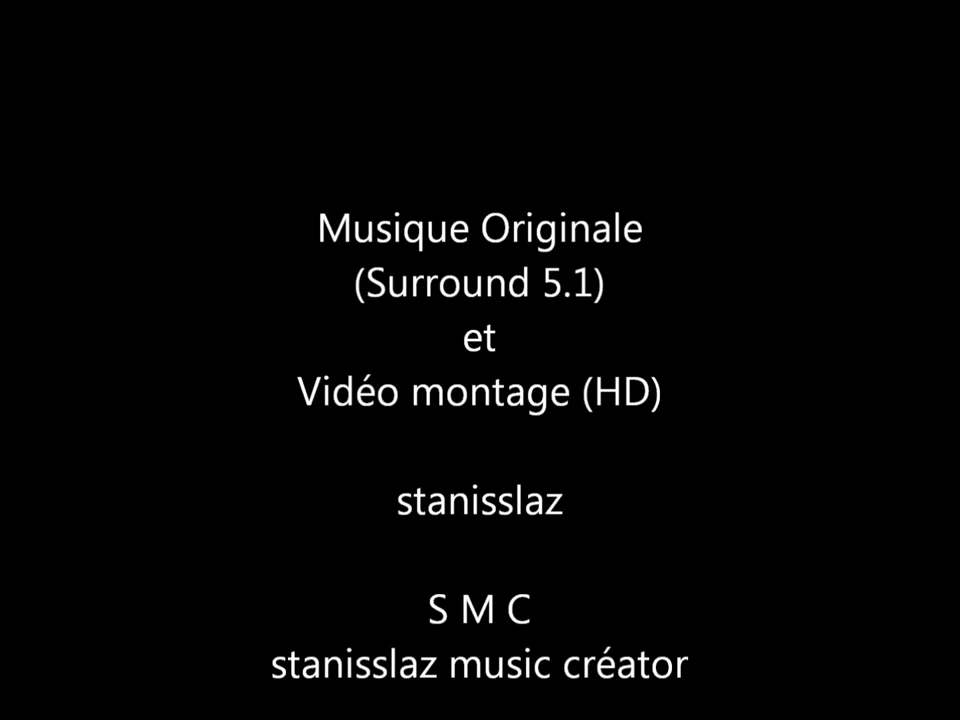 Musique Originale
(Surround 5.1)
et
Vidéo montage (HD)
stanisslaz
S M C
stanisslaz music créator